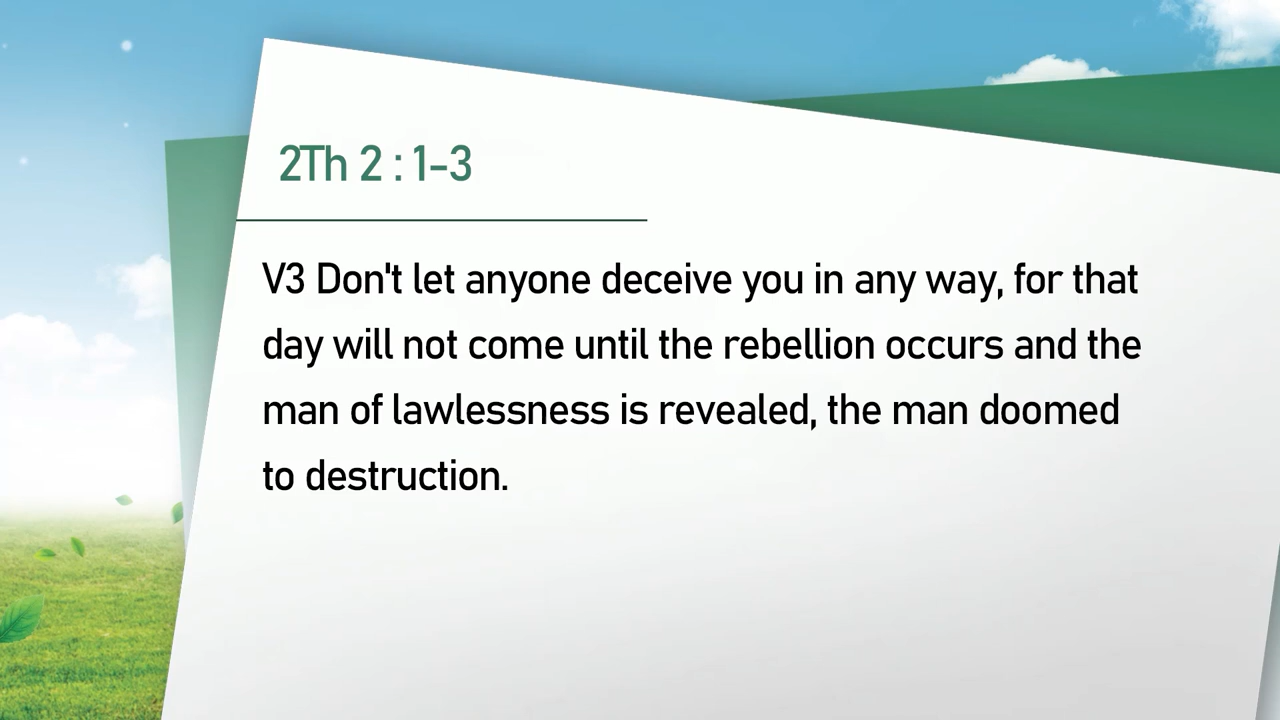 2Th 2 : 1-3
V3 Don't let anyone deceive you in any way, for that
day will not come until the rebellion occurs and the
man of lawlessness is revealed, the man doomed
to destruction.